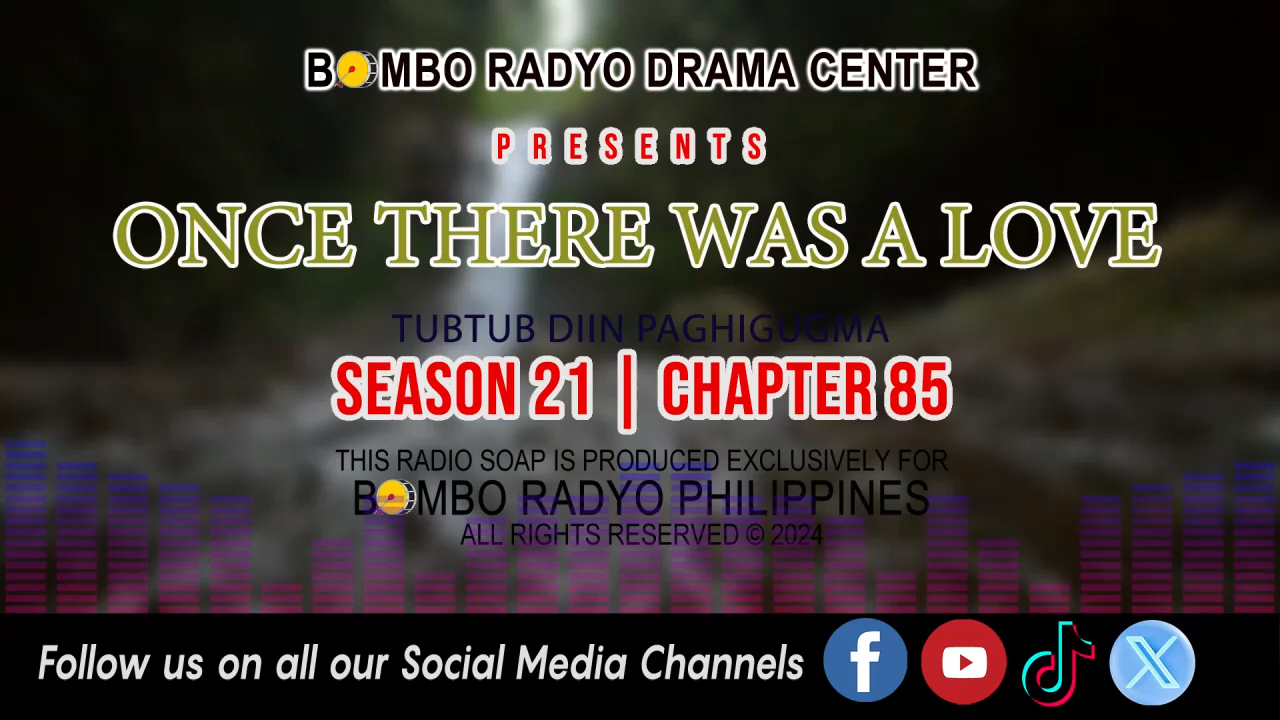 BOMBO RADYO DRAMA CENTER
PRESENTS
ONCE THERE WAS A LOVE
TUBTUB DIIN PAGHIGUGMA
SEASON 21 | CHAPTER 85
THIS RADIO SOAP IS PRODUCED EXCLUSIVELY FOR
BOMBO RADYO PHILIPPINES
ALL RIGHTS RESERVED © 2024
Follow us on all our Social Media Channels